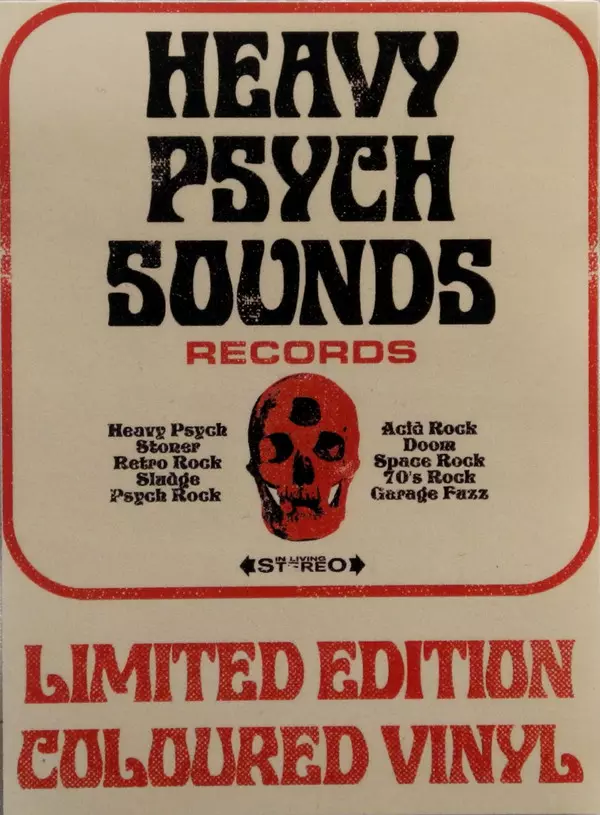 HEAVY
PSYCH
SOUNDS
RECORDS
Heavy Psych
Stoner
Retro Rock
Sludge
Psych Rock
Acid Rock
Doom
Space Rock
70's Rock
Garage Fuzz
IN LIVING
STEREO
LIMITED EDITION
COLOURED VINYL